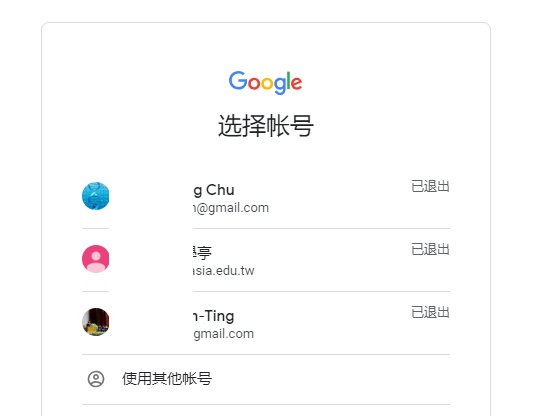 Google
选择帐号
g Chu
已退出
@gmail.com
亭
已退出
asia.edu.tw
-Ting
已退出
gmail.com
使用其他帐号